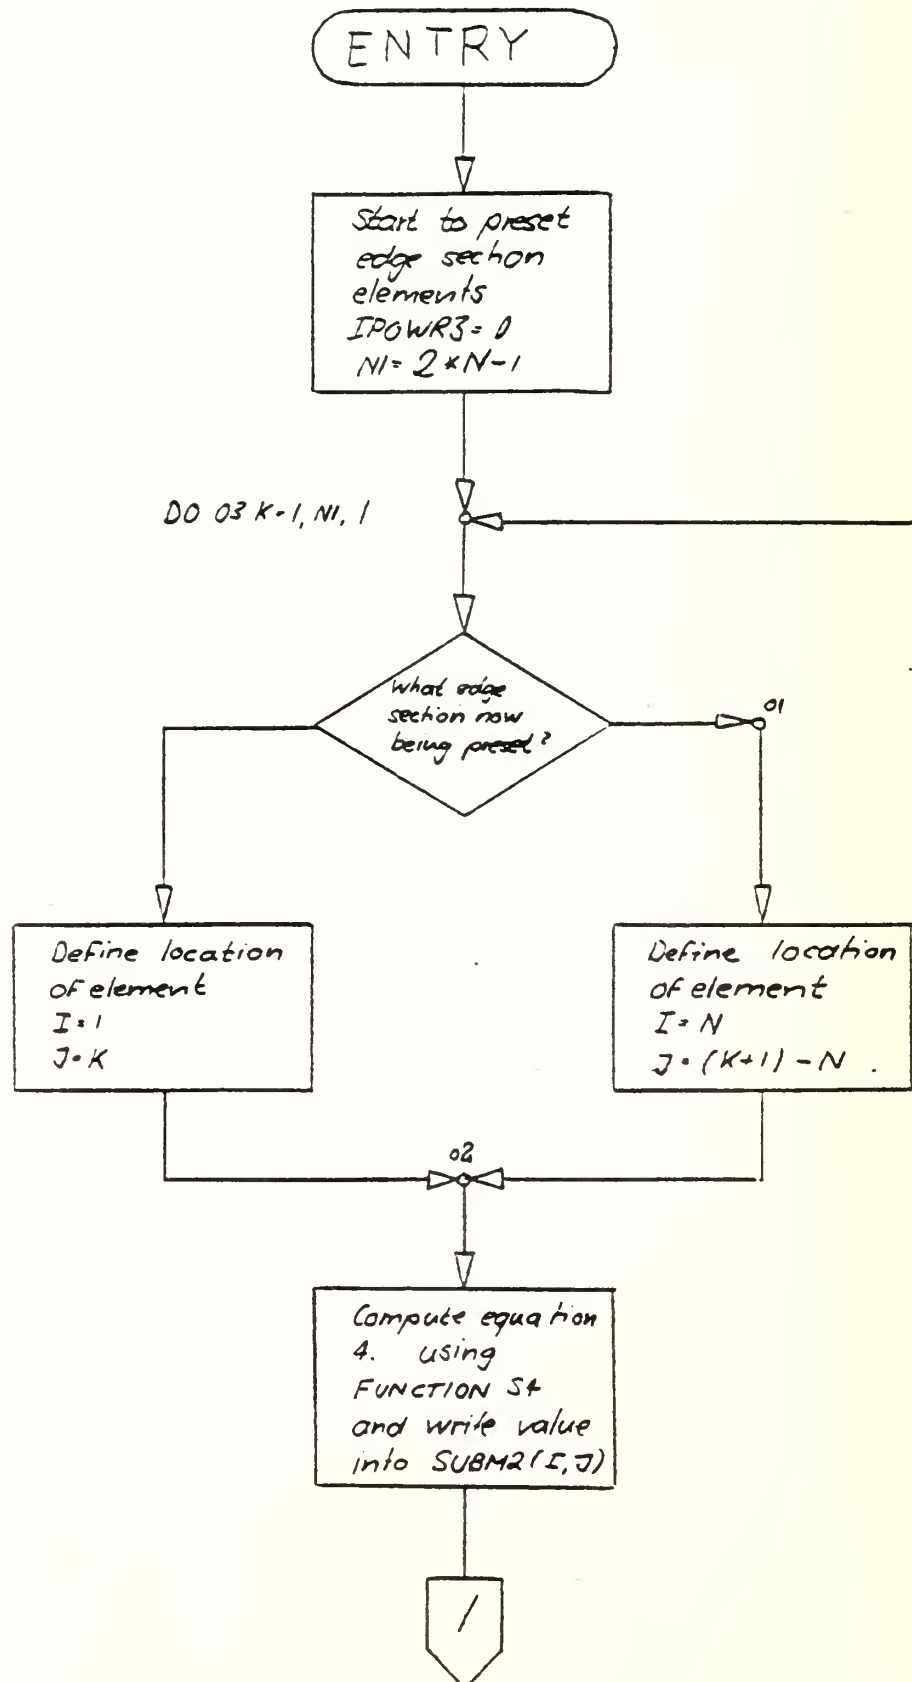 ENTRY
Start to preset
edge section
elements
IPOWR3=0
N1=2*N-1
DO 03 K=1, N1, 1
What edge
section now
being preset?
01
Define location
of element
I=1
J=K
Define location
of element
I=N
J=(K+1)-N
02
Compute equation
4. using
FUNCTION S4
and write value
into SUBM2(I,J)
1